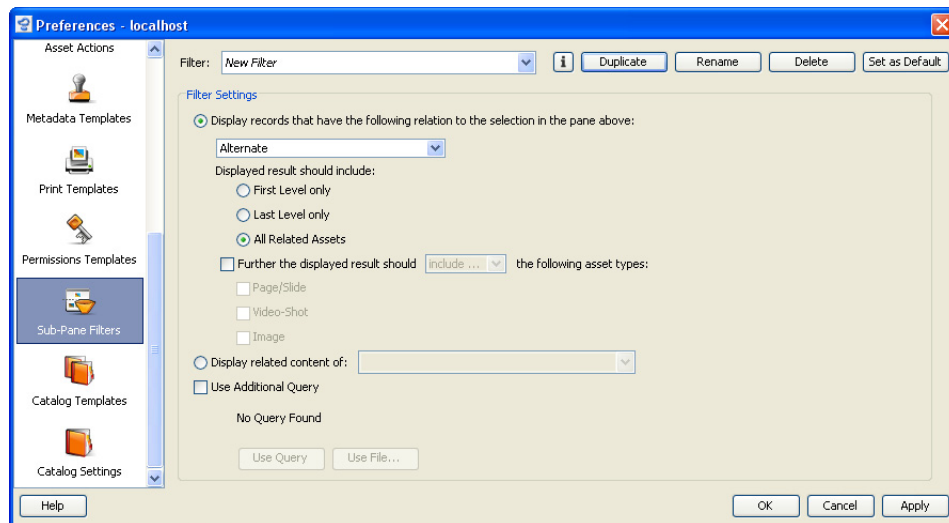 Preferences - localhost
Asset Actions
Metadata Templates
Print Templates
Permissions Templates
Sub-Pane Filters
Catalog Templates
Catalog Settings
Filter: New Filter i Duplicate Rename Delete Set as Default
Filter Settings
Display records that have the following relation to the selection in the pane above:
Alternate
Displayed result should include:
First Level only
Last Level only
All Related Assets
Further the displayed result should include ... the following asset types:
Page/Slide
Video-Shot
Image
Display related content of:
Use Additional Query
No Query Found
Use Query Use File...
Help OK Cancel Apply